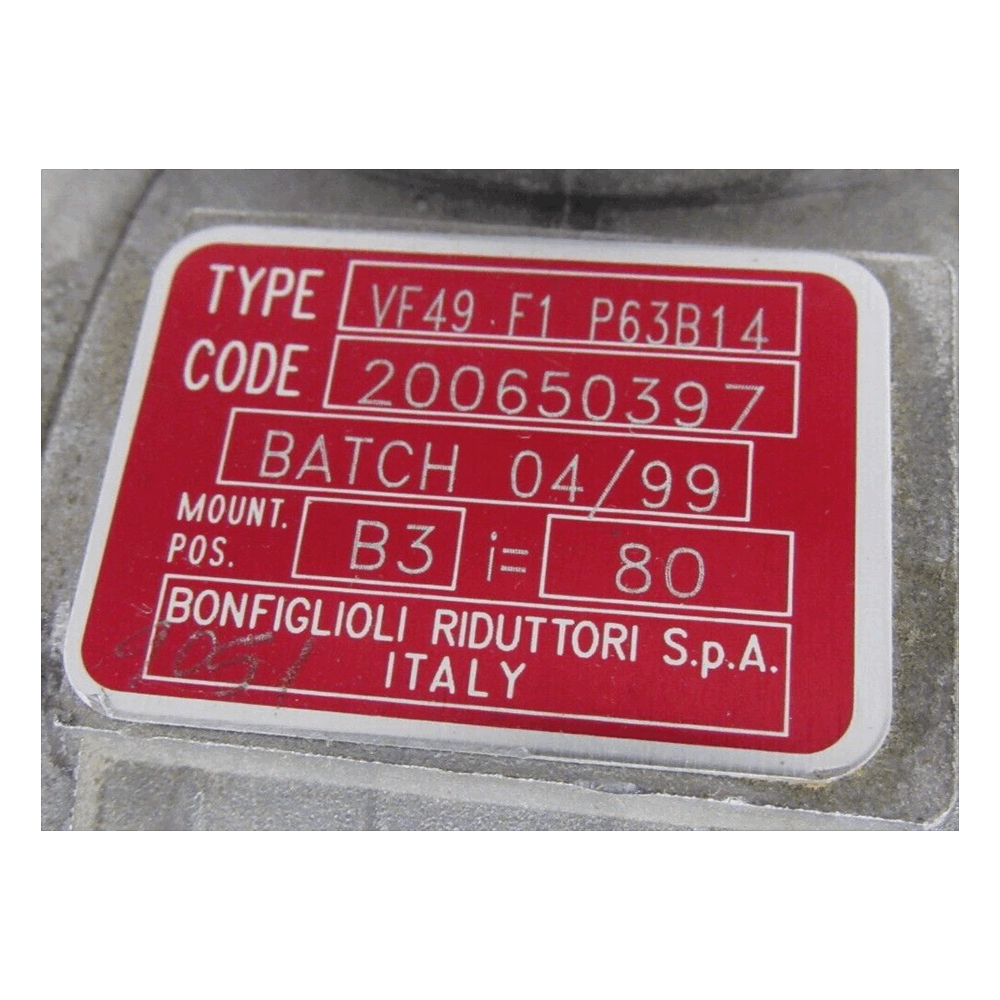 TYPE VF49 F1 P63B14
CODE 200650397
BATCH 04/99
MOUNT. POS. B3 i= 80
BONFIGLIOLI RIDUTTORI S.p.A.
ITALY